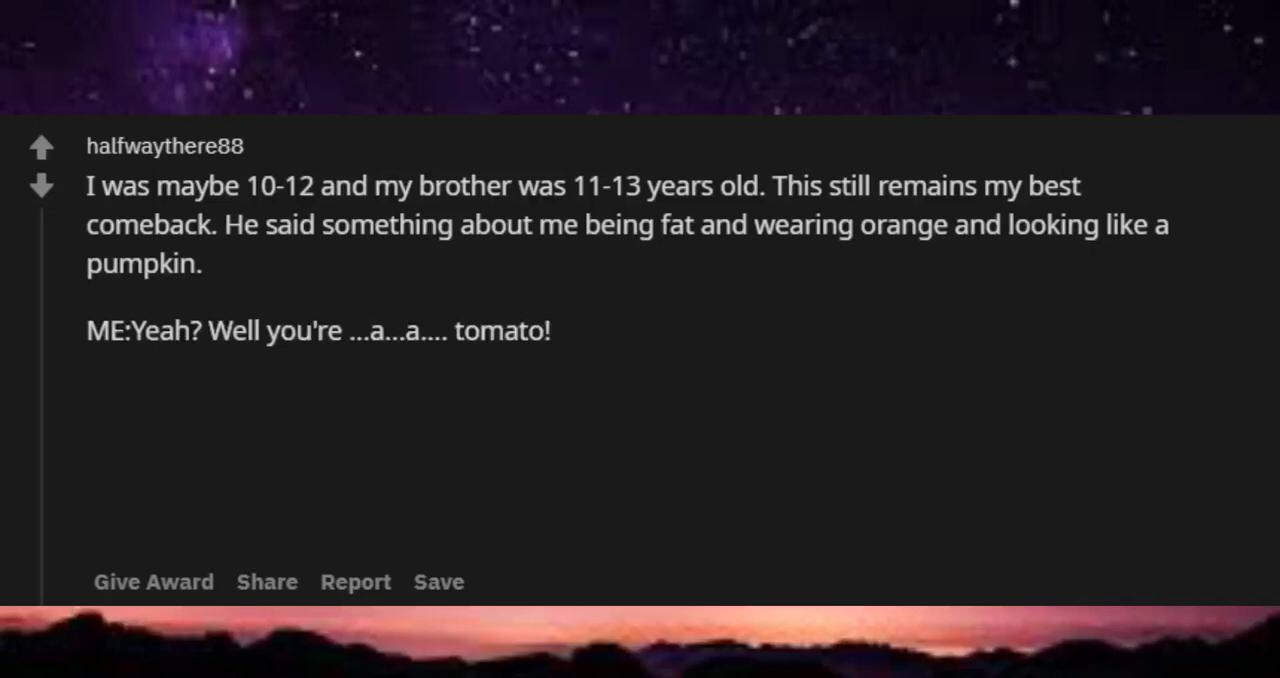 halfwaythere88
I was maybe 10-12 and my brother was 11-13 years old. This still remains my best
comeback. He said something about me being fat and wearing orange and looking like a
pumpkin.
ME:Yeah? Well you're ...a...a.... tomato!
Give Award Share Report Save